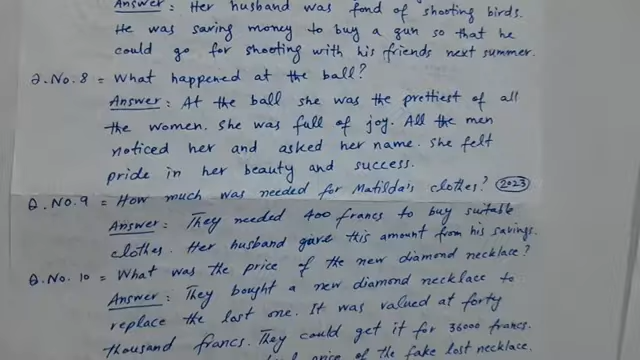 Answer : Her husband was fond of shooting birds.
He was saving money to buy a gun so that he
could go for shooting with his friends next summer.
Q.No.8 = What happened at the ball?
Answer : At the ball she was the prettiest of all
the women. She was full of joy. All the men
noticed her and asked her name. She felt
pride in her beauty and success.
Q.No.9 = How much was needed for Matilda's clothes? 2023
Answer : They needed 400 francs to buy suitable
clothes. Her husband gave this amount from his savings.
Q.No. 10 = What was the price of the new diamond necklace?
Answer : They bought a new diamond necklace to
replace the last one. It was valued at forty
thousand francs. They could get it for 36000 francs.
price of the fake lost necklace.